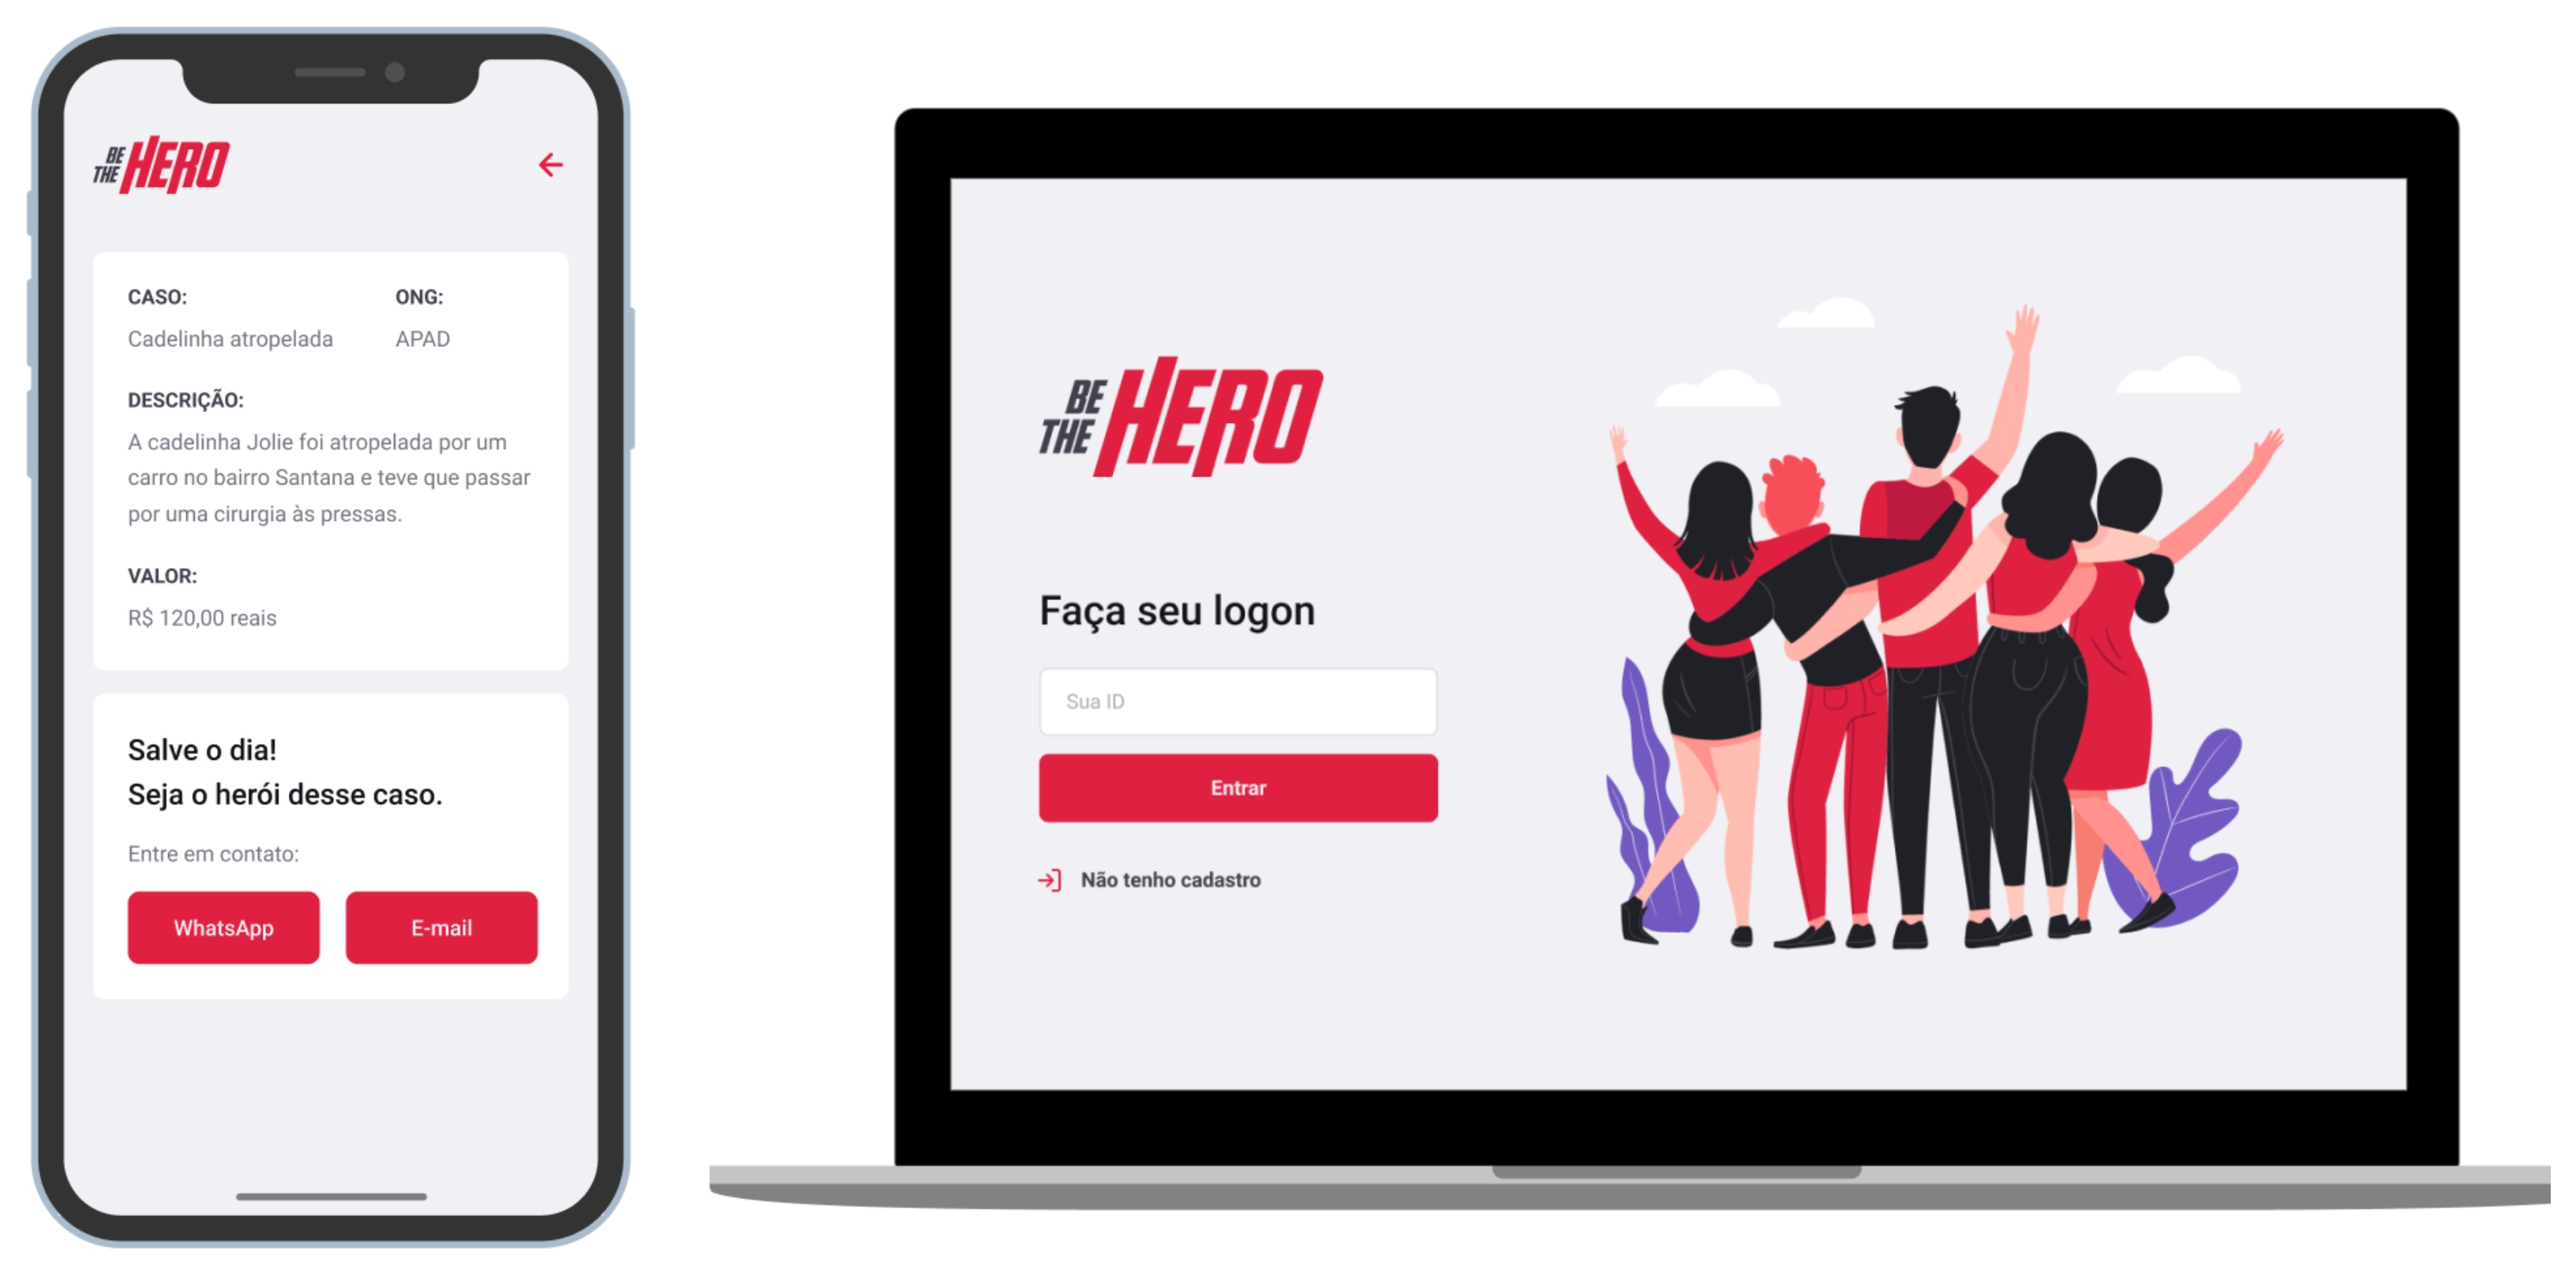 BE
THE HERO
CASO: ONG:
Cadelinha atropelada APAD
DESCRIÇÃO:
A cadelinha Jolie foi atropelada por um
carro no bairro Santana e teve que passar
por uma cirurgia às pressas.
VALOR:
R$ 120,00 reais
Salve o dia!
Seja o herói desse caso.
Entre em contato:
WhatsApp E-mail
BE
THE HERO
Faça seu logon
Sua ID
Entrar
Não tenho cadastro